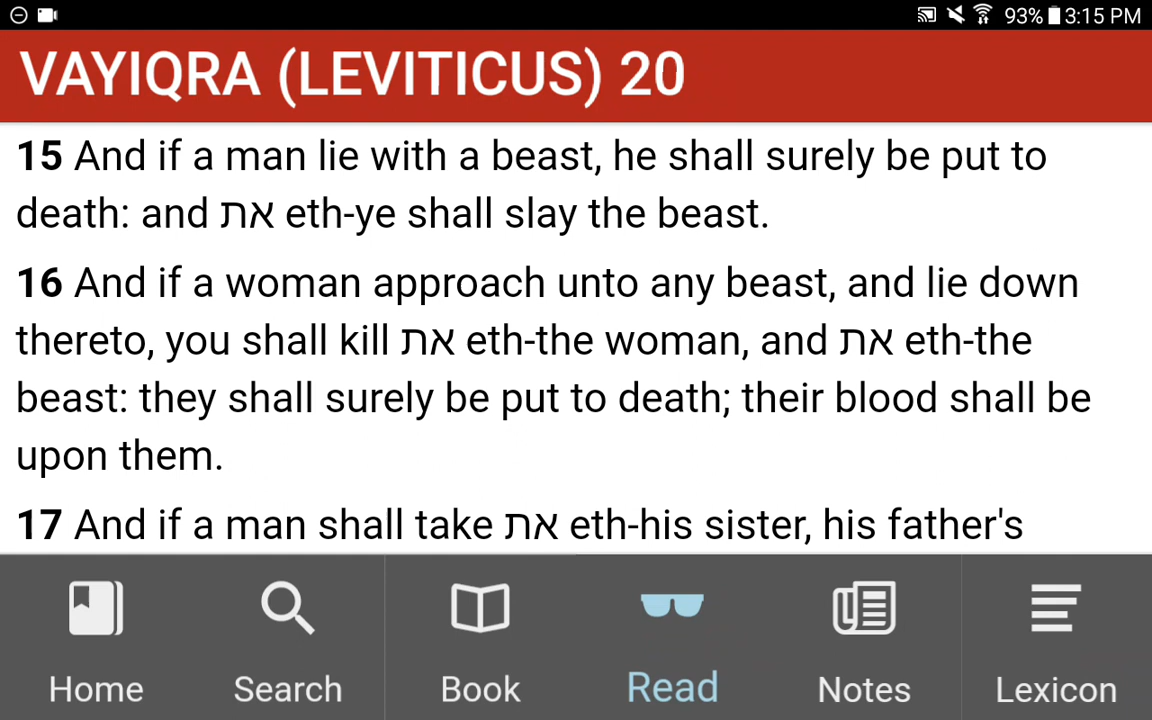 93% 3:15 PM
VAYIQRA (LEVITICUS) 20
15 And if a man lie with a beast, he shall surely be put to
death: and את eth-ye shall slay the beast.
16 And if a woman approach unto any beast, and lie down
thereto, you shall kill את eth-the woman, and את eth-the
beast: they shall surely be put to death; their blood shall be
upon them.
17 And if a man shall take את eth-his sister, his father's
Home Search Book Read Notes Lexicon